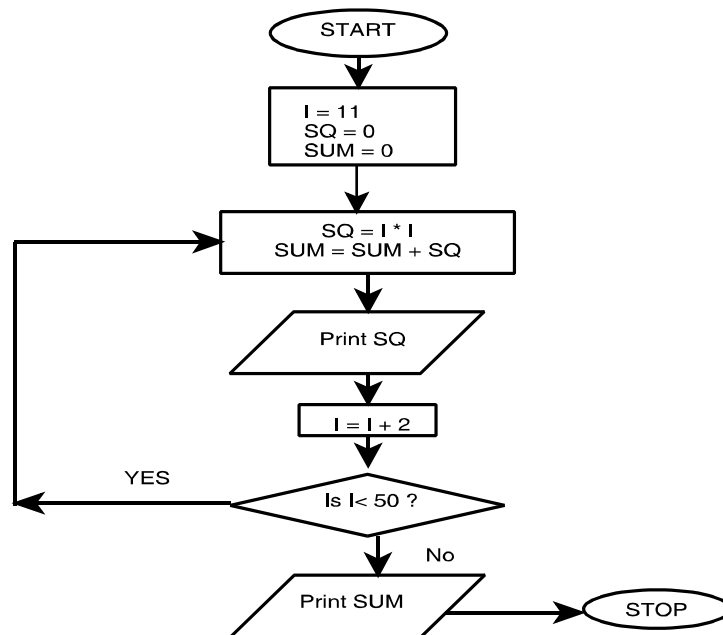 START
I = 11
SQ = 0
SUM = 0
SQ = I * I
SUM = SUM + SQ
Print SQ
I = I + 2
YES
Is I< 50 ?
No
Print SUM
STOP